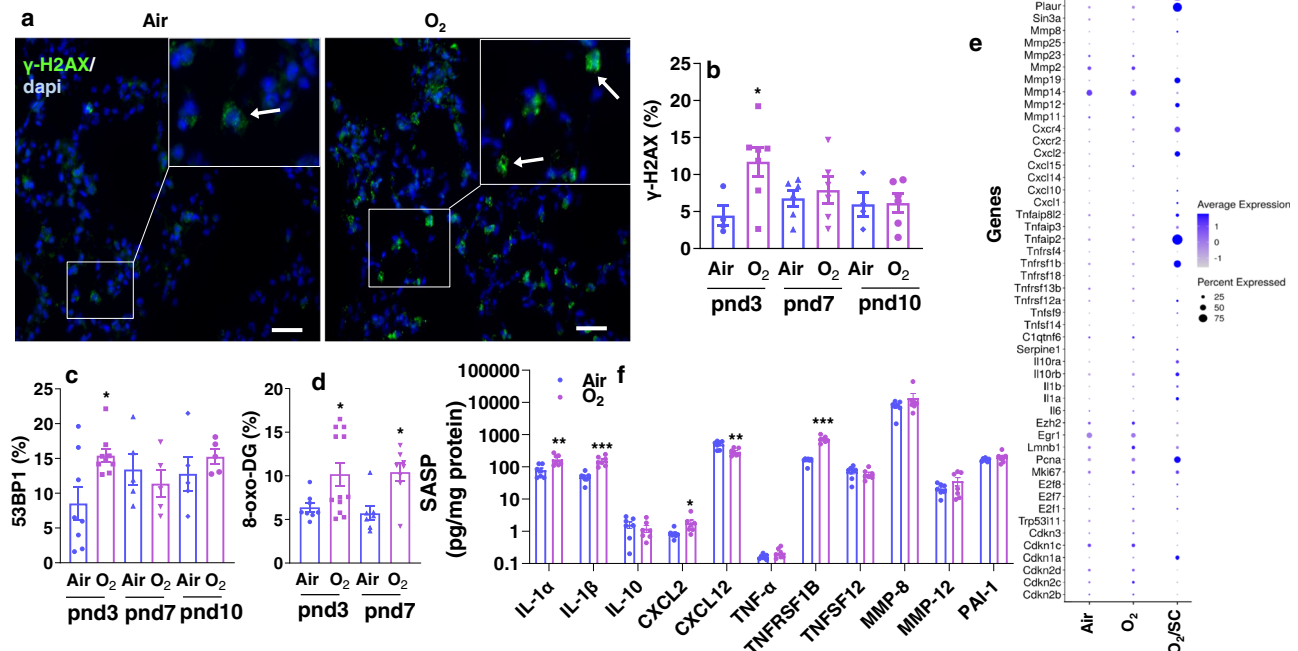 a
Air
O2
γ-H2AX/
dapi
b
γ-H2AX (%)
25
20
15
10
5
0
*
Air O2 Air O2 Air O2
pnd3 pnd7 pnd10
c
53BP1 (%)
25
20
15
10
5
0
*
Air O2 Air O2 Air O2
pnd3 pnd7 pnd10
d
8-oxo-DG (%)
20
15
10
5
0
*
*
Air O2 Air O2
pnd3 pnd7
f
SASP
(pg/mg protein)
100000
10000
1000
100
10
1
0.1
Air
O2
**
***
*
**
***
IL-1α
IL-1β
IL-10
CXCL2
CXCL12
TNF-α
TNFRSF1B
TNFSF12
MMP-8
MMP-12
PAI-1
e
Genes
Plaur
Sin3a
Mmp8
Mmp25
Mmp23
Mmp2
Mmp19
Mmp14
Mmp12
Mmp11
Cxcr4
Cxcr2
Cxcl2
Cxcl15
Cxcl14
Cxcl10
Cxcl1
Tnfaip8l2
Tnfaip3
Tnfaip2
Tnfrsf4
Tnfrsf1b
Tnfrsf18
Tnfrsf13b
Tnfrsf12a
Tnfsf9
Tnfsf14
C1qtnf6
Serpine1
Il10ra
Il10rb
Il1b
Il1a
Il6
Ezh2
Egr1
Lmnb1
Pcna
Mki67
E2f8
E2f7
E2f1
Trp53i11
Cdkn3
Cdkn1c
Cdkn1a
Cdkn2d
Cdkn2c
Cdkn2b
Air
O2
O2/SC
Average Expression
1
0
-1
Percent Expressed
25
50
75